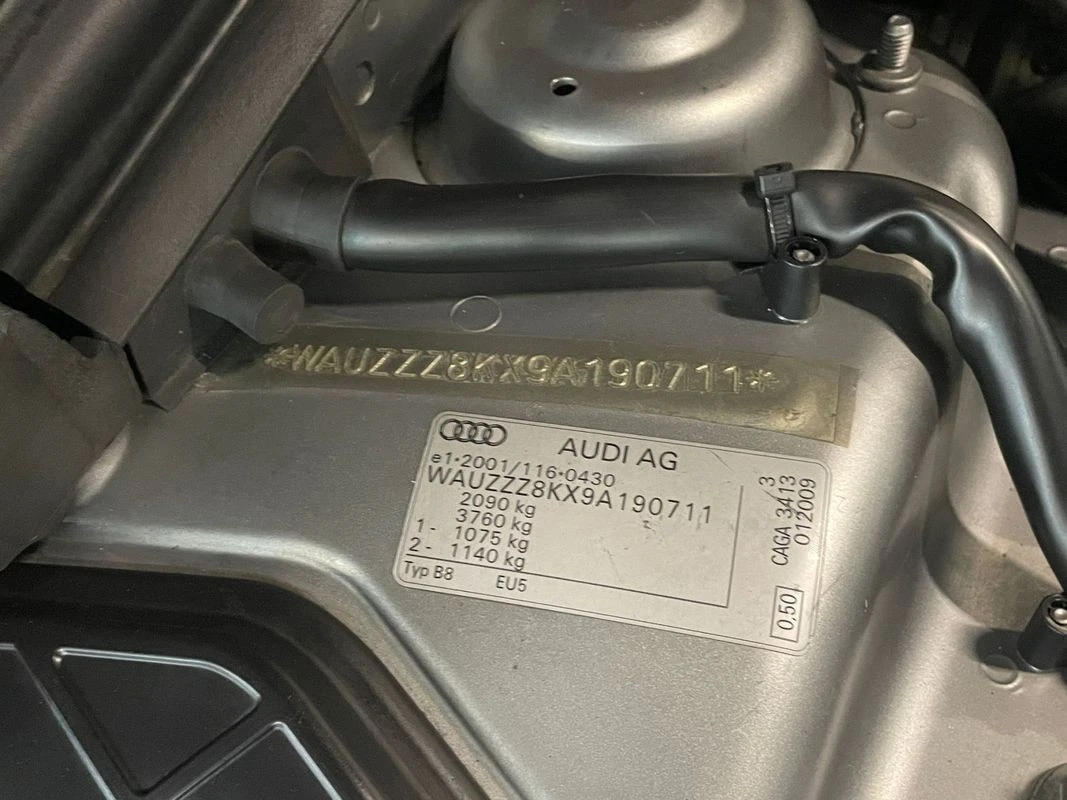 *WAUZZZ8KX9A190711*
AUDI AG
e1*2001/116*0430
WAUZZZ8KX9A190711
2090 kg
3760 kg
1- 1075 kg
2- 1140 kg
Typ B8 EU5
3
CAGA 3413
012009
0,50